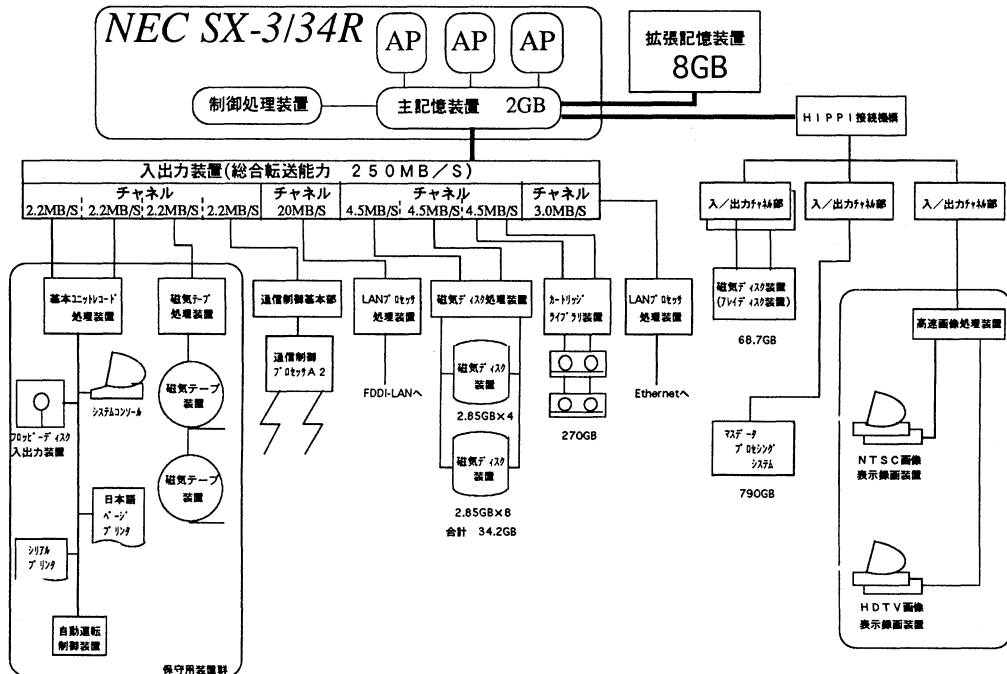 NEC SX-3/34R
AP
AP
AP
制御処理装置
主記憶装置 2GB
拡張記憶装置
8GB
HIPPI接続機構
入出力装置(総合転送能力 250MB/S)
チャネル
2.2MB/S
2.2MB/S
2.2MB/S
2.2MB/S
チャネル
20MB/S
チャネル
4.5MB/S
4.5MB/S
4.5MB/S
チャネル
3.0MB/S
入/出力チャネル部
入/出力チャネル部
入/出力チャネル部
基本ユニットレコード
処理装置
磁気テープ
処理装置
通信制御基本部
LANプロセッサ
処理装置
磁気ディスク処理装置
カートリッジ
ライブラリ装置
LANプロセッサ
処理装置
磁気ディスク装置
(アレイディスク装置)
68.7GB
高速画像処理装置
システムコンソール
フロッピーディスク
入出力装置
磁気テープ
装置
磁気テープ
装置
通信制御
プロセッサA2
FDDI-LANへ
磁気ディスク
装置
2.85GB×4
磁気ディスク
装置
2.85GB×8
合計 34.2GB
270GB
Ethernetへ
マスデータ
プロセシング
システム
790GB
NTSC画像
表示録画装置
HDTV画像
表示録画装置
日本語
ページ
プリンタ
シリアル
プリンタ
自動運転
制御装置
保守用装置群